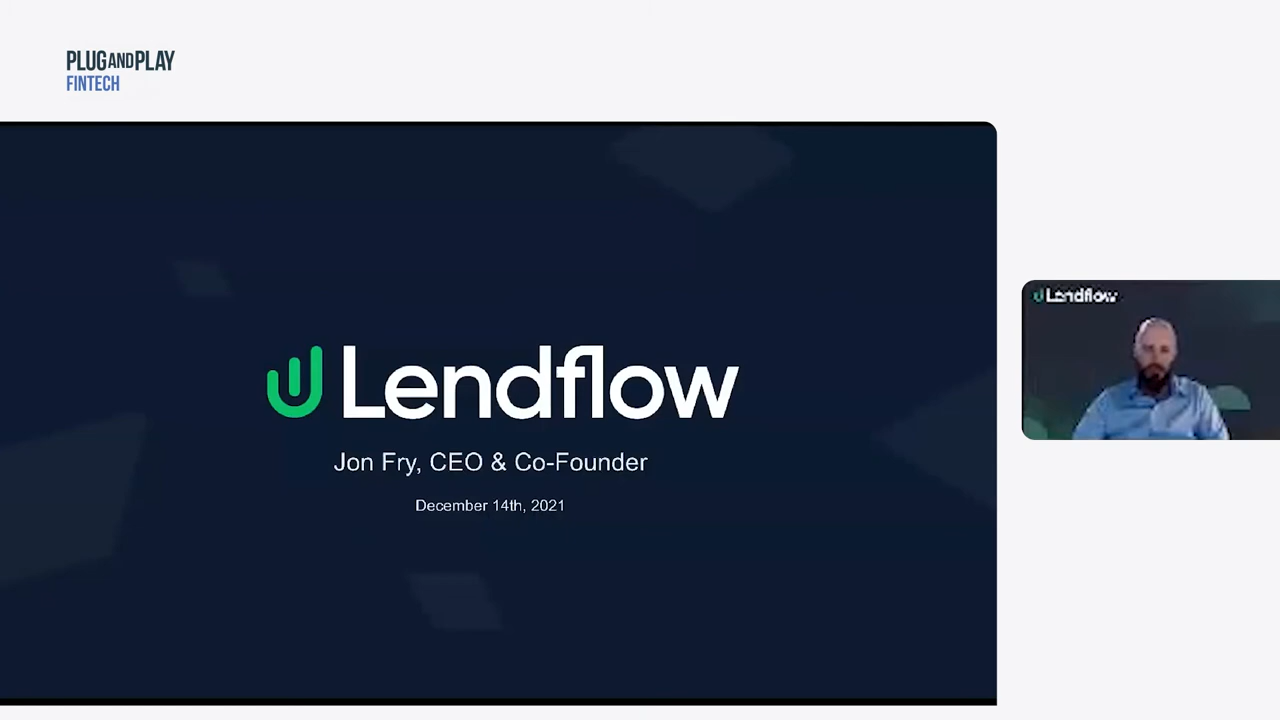 PLUGANDPLAY
FINTECH
Lendflow
Jon Fry, CEO & Co-Founder
December 14th, 2021
Lendflow